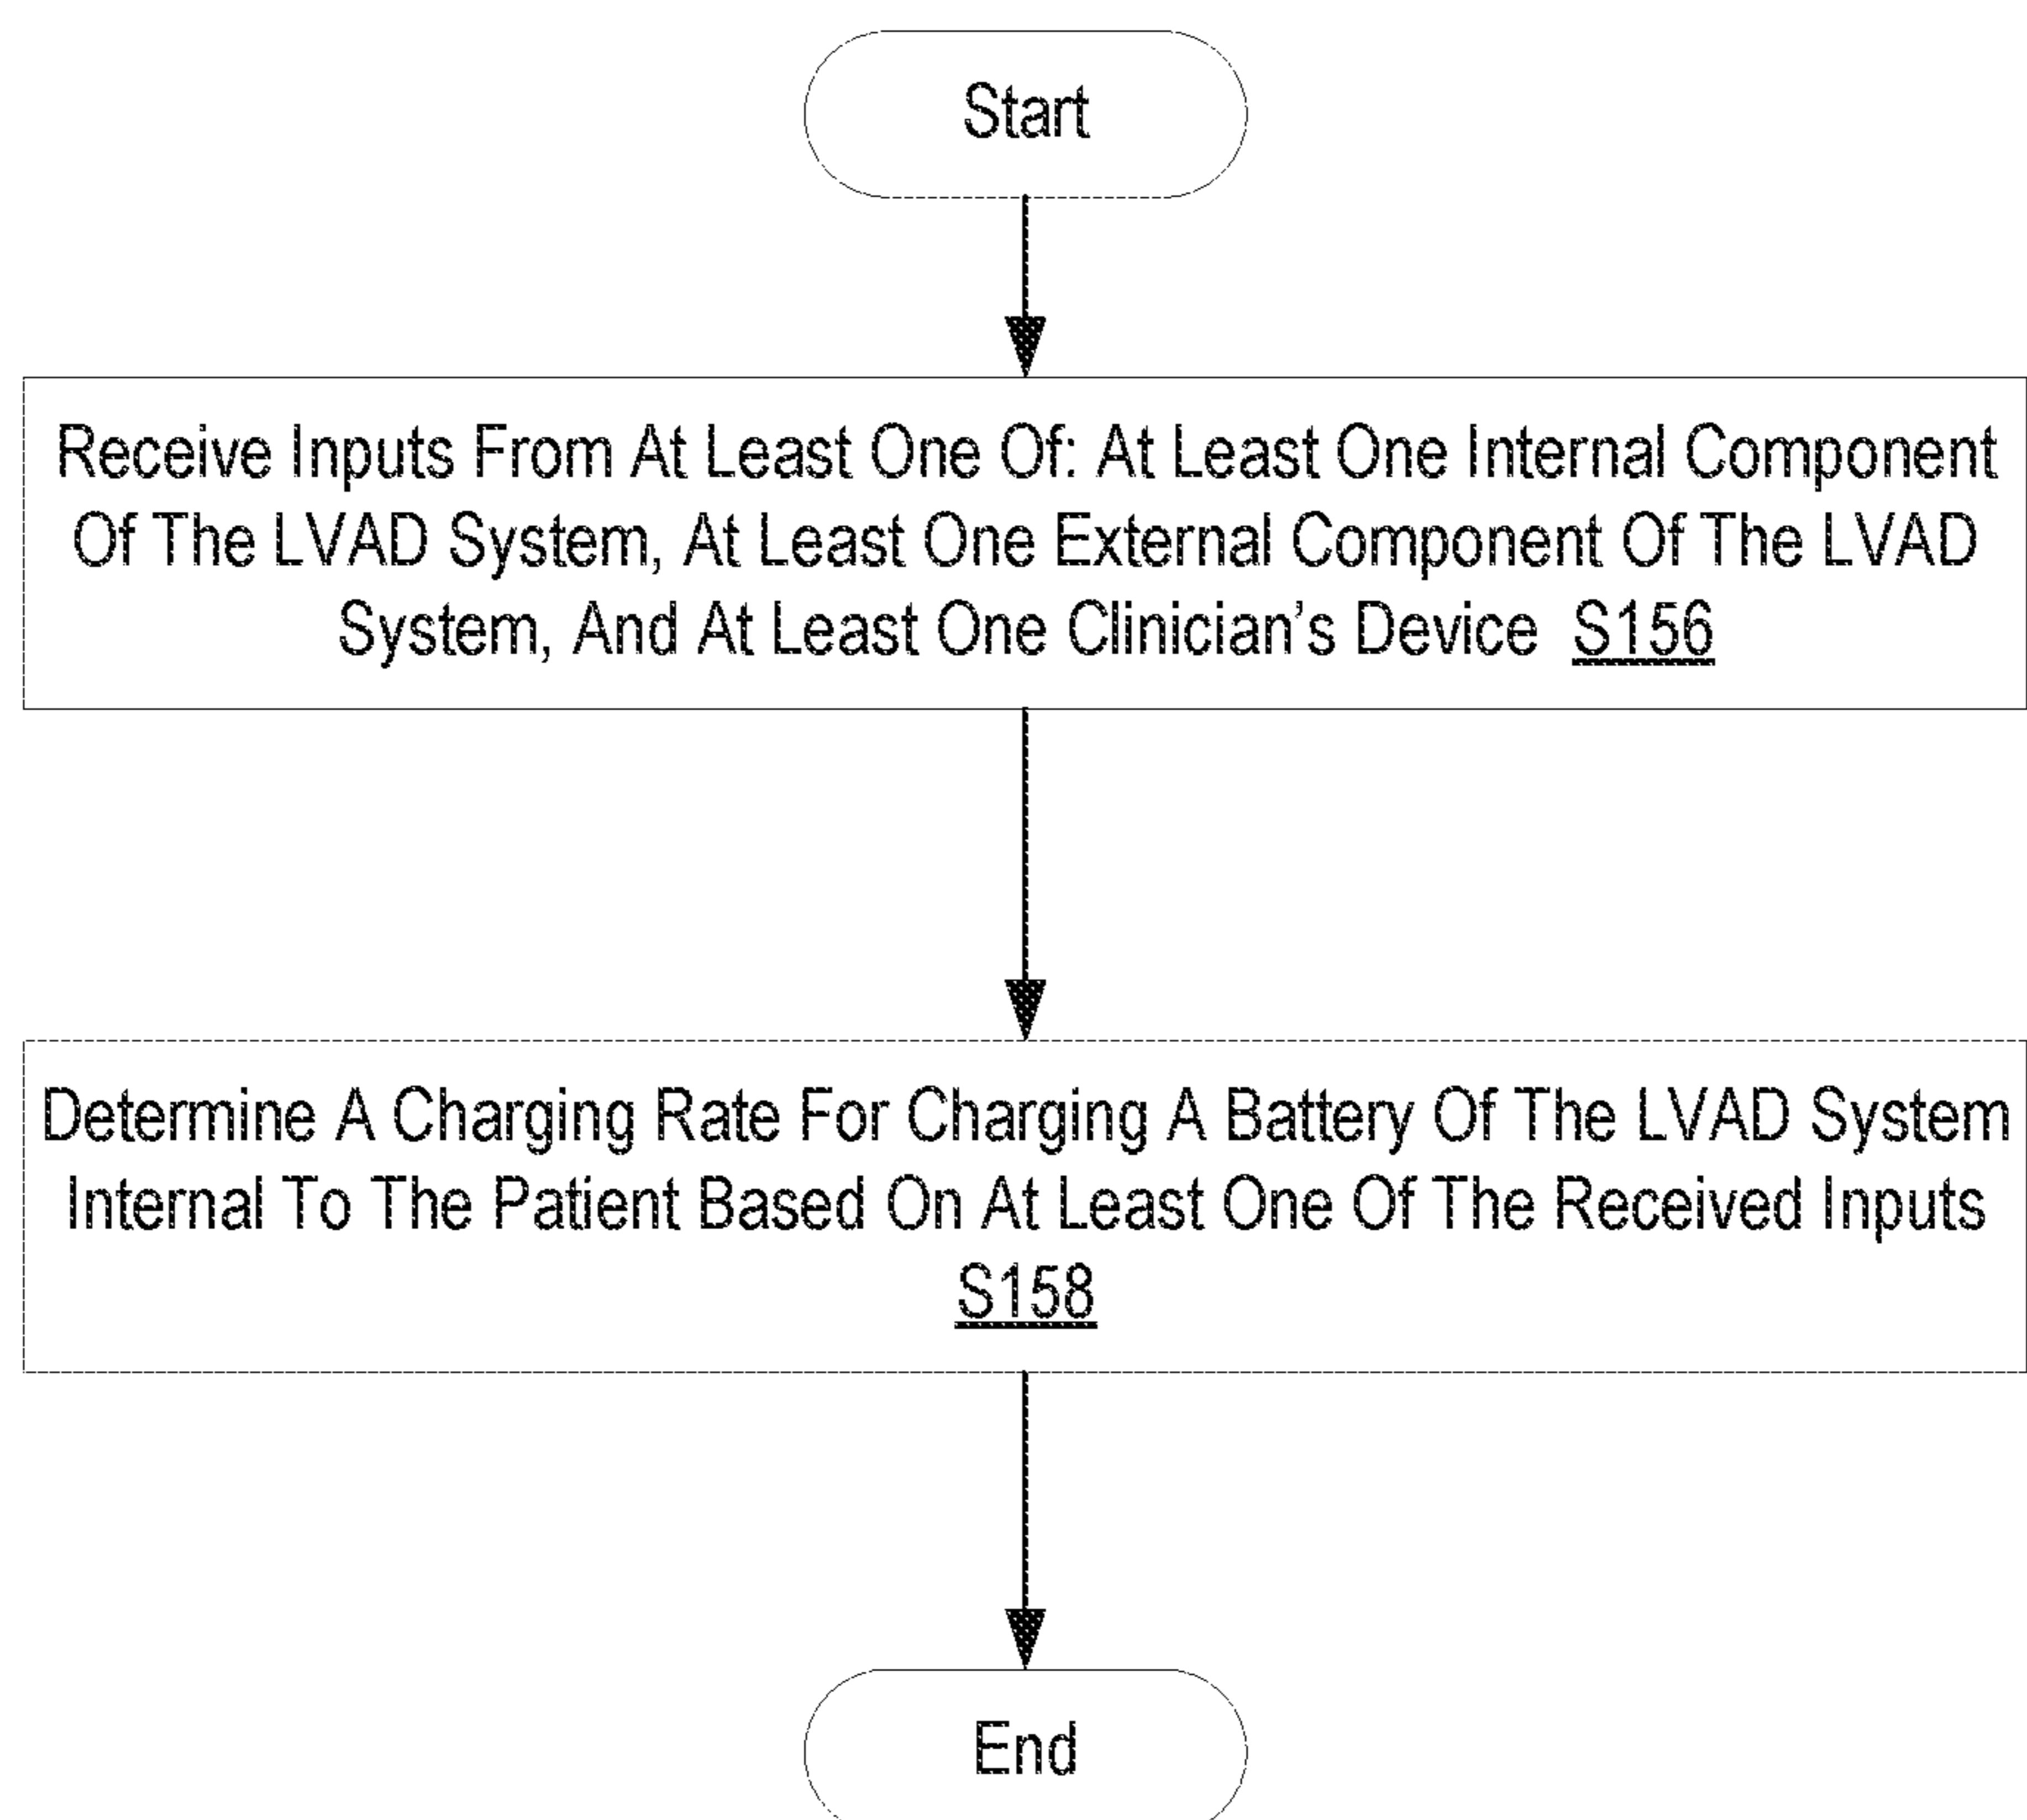 Start
Receive Inputs From At Least One Of: At Least One Internal Component
Of The LVAD System, At Least One External Component Of The LVAD
System, And At Least One Clinician's Device S156
Determine A Charging Rate For Charging A Battery Of The LVAD System
Internal To The Patient Based On At Least One Of The Received Inputs
S158
End